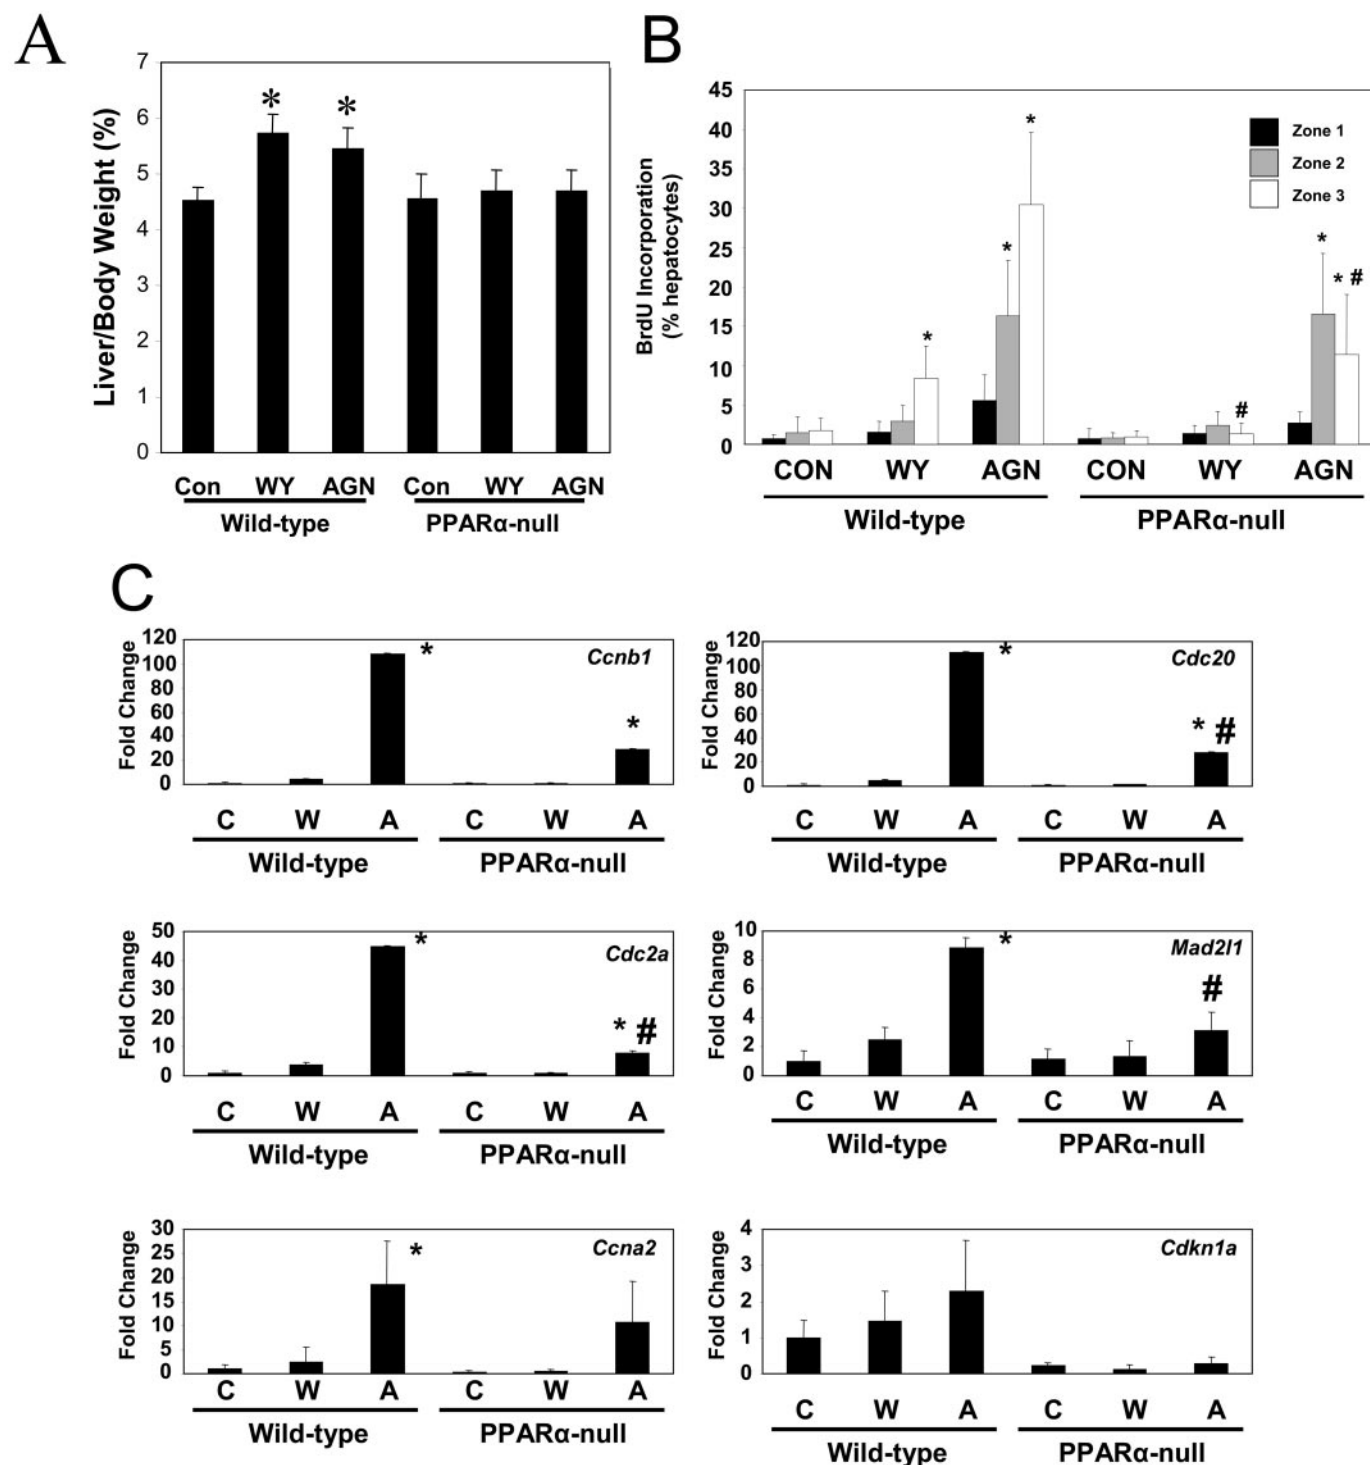 A
Liver/Body Weight (%)
7
6
5
4
3
2
1
0
* *
Con WY AGN Con WY AGN
Wild-type PPARα-null
B
BrdU Incorporation
(% hepatocytes)
45
40
35
30
25
20
15
10
5
0
Zone 1
Zone 2
Zone 3
* * * # * * #
CON WY AGN CON WY AGN
Wild-type PPARα-null
C
Fold Change
120
100
80
60
40
20
0
Ccnb1
* *
C W A C W A
Wild-type PPARα-null
Fold Change
120
100
80
60
40
20
0
Cdc20
* * #
C W A C W A
Wild-type PPARα-null
Fold Change
50
40
30
20
10
0
Cdc2a
* * #
C W A C W A
Wild-type PPARα-null
Fold Change
10
8
6
4
2
0
Mad2l1
* #
C W A C W A
Wild-type PPARα-null
Fold Change
30
25
20
15
10
5
0
Ccna2
*
C W A C W A
Wild-type PPARα-null
Fold Change
4
3
2
1
0
Cdkn1a
C W A C W A
Wild-type PPARα-null